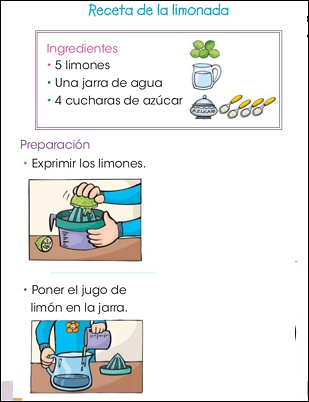 Receta de la limonada
Ingredientes
• 5 limones
• Una jarra de agua
• 4 cucharas de azúcar
AZÚCAR
Preparación
• Exprimir los limones.
• Poner el jugo de
limón en la jarra.